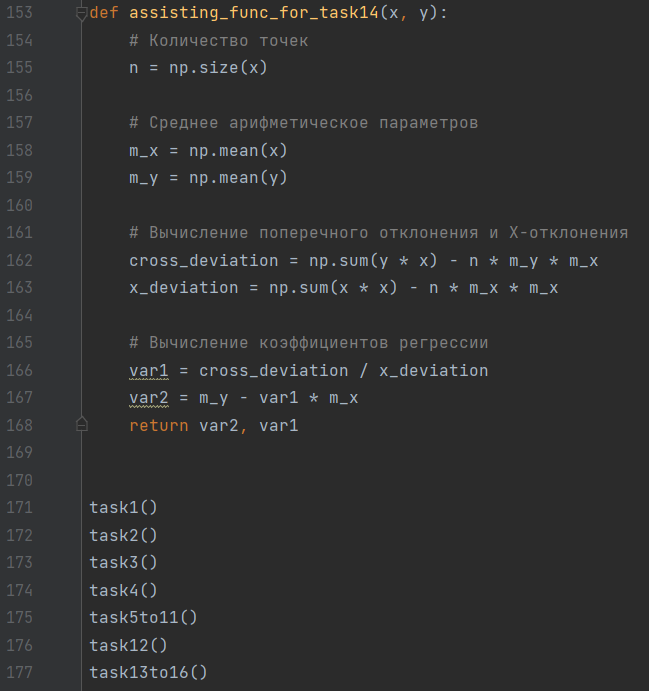 153 def assisting_func_for_task14(x, y):
154 # Количество точек
155 n = np.size(x)
156
157 # Среднее арифметическое параметров
158 m_x = np.mean(x)
159 m_y = np.mean(y)
160
161 # Вычисление поперечного отклонения и X-отклонения
162 cross_deviation = np.sum(y * x) - n * m_y * m_x
163 x_deviation = np.sum(x * x) - n * m_x * m_x
164
165 # Вычисление коэффициентов регрессии
166 var1 = cross_deviation / x_deviation
167 var2 = m_y - var1 * m_x
168 return var2, var1
169
170
171 task1()
172 task2()
173 task3()
174 task4()
175 task5to11()
176 task12()
177 task13to16()